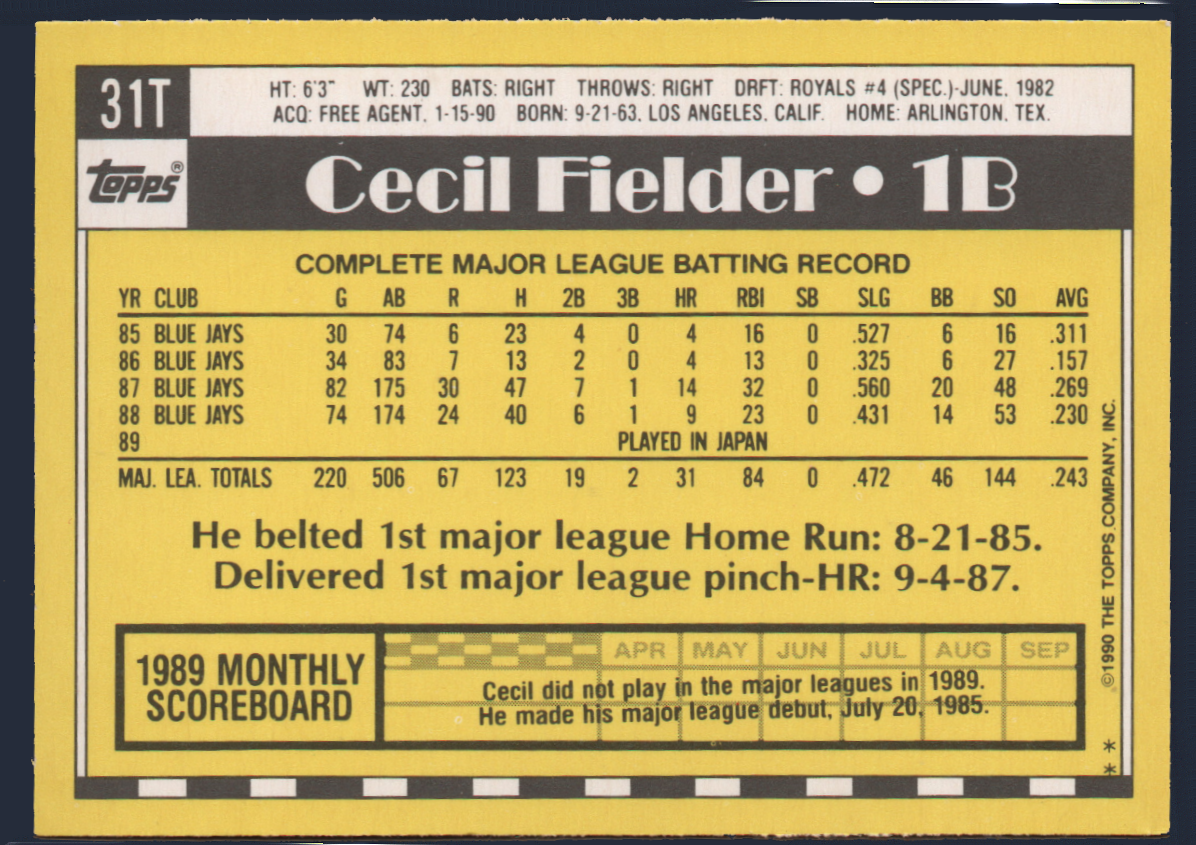 31T
HT: 6'3" WT: 230 BATS: RIGHT THROWS: RIGHT DRFT: ROYALS #4 (SPEC.)-JUNE, 1982
ACQ: FREE AGENT, 1-15-90 BORN: 9-21-63, LOS ANGELES, CALIF. HOME: ARLINGTON, TEX.
topps®
Cecil Fielder • 1B
COMPLETE MAJOR LEAGUE BATTING RECORD
YR CLUB G AB R H 2B 3B HR RBI SB SLG BB SO AVG
85 BLUE JAYS 30 74 6 23 4 0 4 16 0 .527 6 16 .311
86 BLUE JAYS 34 83 7 13 2 0 4 13 0 .325 6 27 .157
87 BLUE JAYS 82 175 30 47 7 1 14 32 0 .560 20 48 .269
88 BLUE JAYS 74 174 24 40 6 1 9 23 0 .431 14 53 .230
89 PLAYED IN JAPAN
MAJ. LEA. TOTALS 220 506 67 123 19 2 31 84 0 .472 46 144 .243
He belted 1st major league Home Run: 8-21-85.
Delivered 1st major league pinch-HR: 9-4-87.
1989 MONTHLY
SCOREBOARD
APR MAY JUN JUL AUG SEP
Cecil did not play in the major leagues in 1989.
He made his major league debut, July 20, 1985.
* * ©1990 THE TOPPS COMPANY, INC.